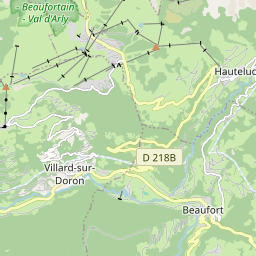 - Beaufortain -
Val d'Arly
Hauteluc
D 218B
Villard-sur-
Doron
Beaufort